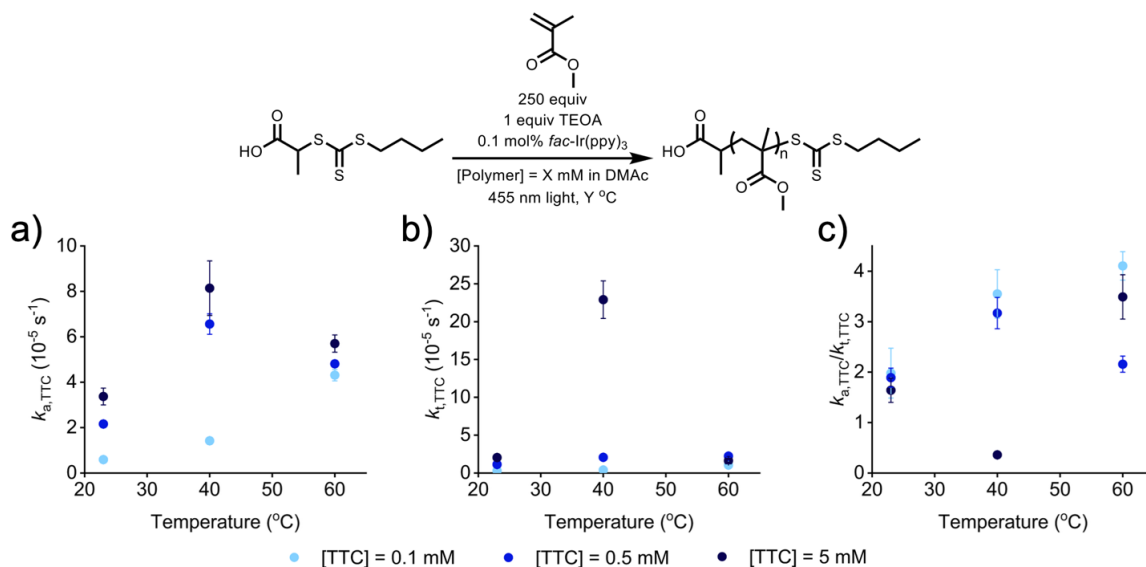 O
O
250 equiv
1 equiv TEOA
0.1 mol% fac-Ir(ppy)3
[Polymer] = X mM in DMAc
455 nm light, Y °C
O
HO
S
S
S
O
HO
n
S
S
S
O
O
a)
10
8
6
4
2
0
20 30 40 50 60
ka,TTC (10-5 s-1)
Temperature (°C)
b)
30
25
20
15
10
5
0
20 30 40 50 60
kt,TTC (10-5 s-1)
Temperature (°C)
c)
4
3
2
1
0
20 30 40 50 60
ka,TTC/kt,TTC
Temperature (°C)
[TTC] = 0.1 mM [TTC] = 0.5 mM [TTC] = 5 mM